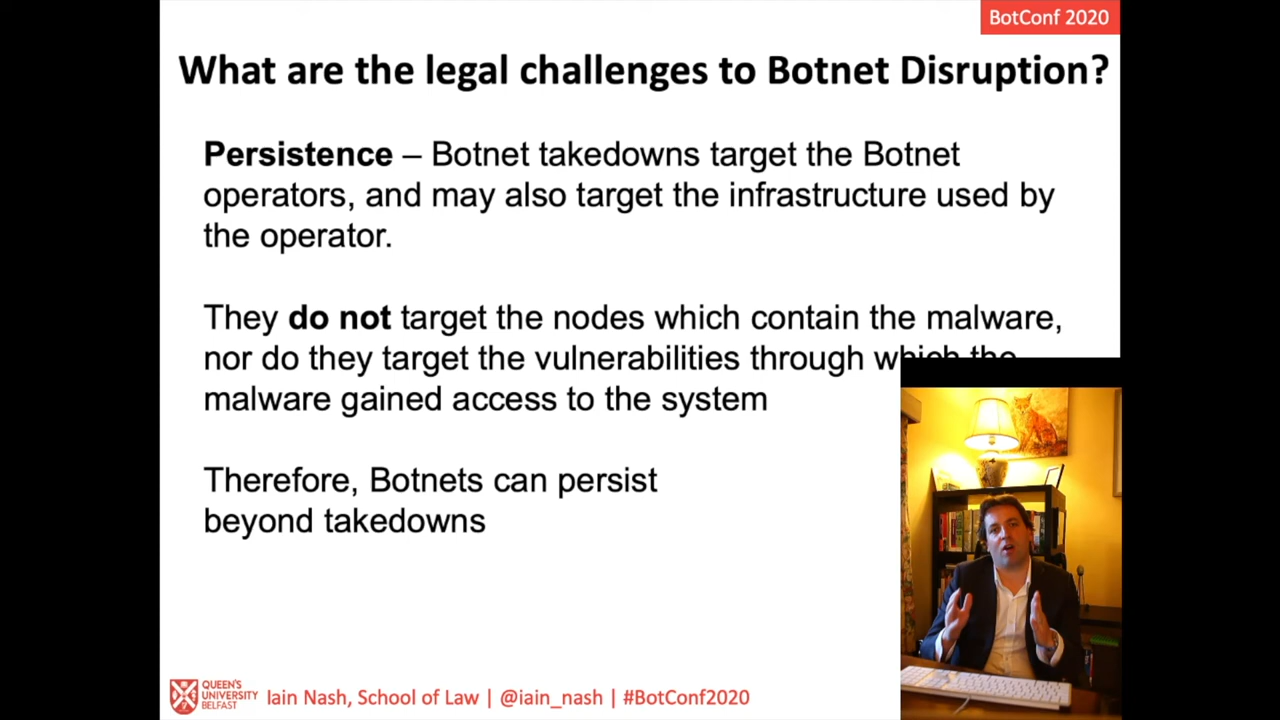 BotConf 2020
What are the legal challenges to Botnet Disruption?
Persistence – Botnet takedowns target the Botnet
operators, and may also target the infrastructure used by
the operator.
They do not target the nodes which contain the malware,
nor do they target the vulnerabilities through which the
malware gained access to the system
Therefore, Botnets can persist
beyond takedowns
QUEEN'S
UNIVERSITY
BELFAST
Iain Nash, School of Law | @iain_nash | #BotConf2020